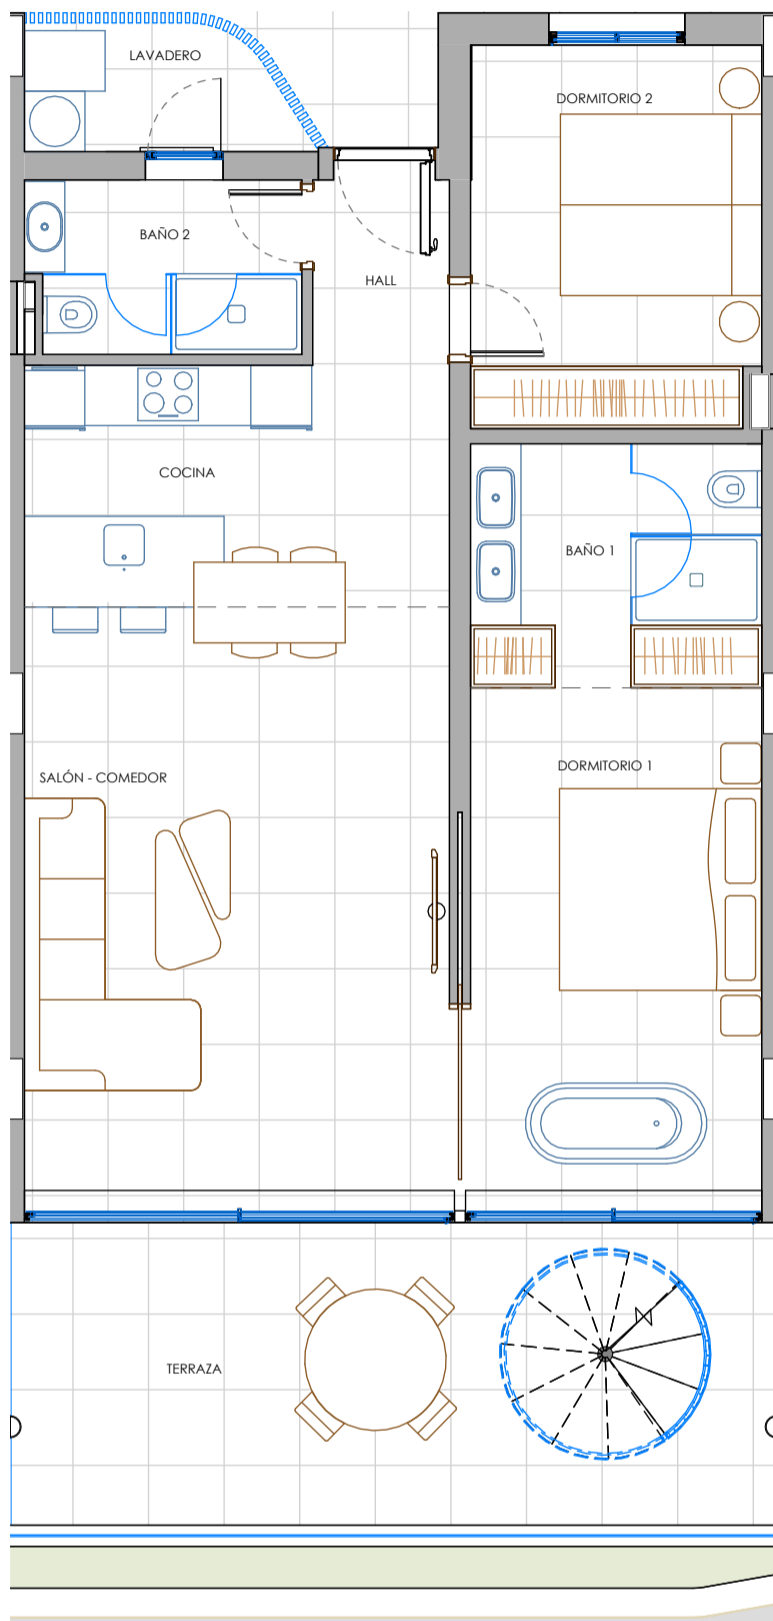 LAVADERO
DORMITORIO 2
BAÑO 2
HALL
COCINA
BAÑO 1
DORMITORIO 1
SALÓN - COMEDOR
TERRAZA